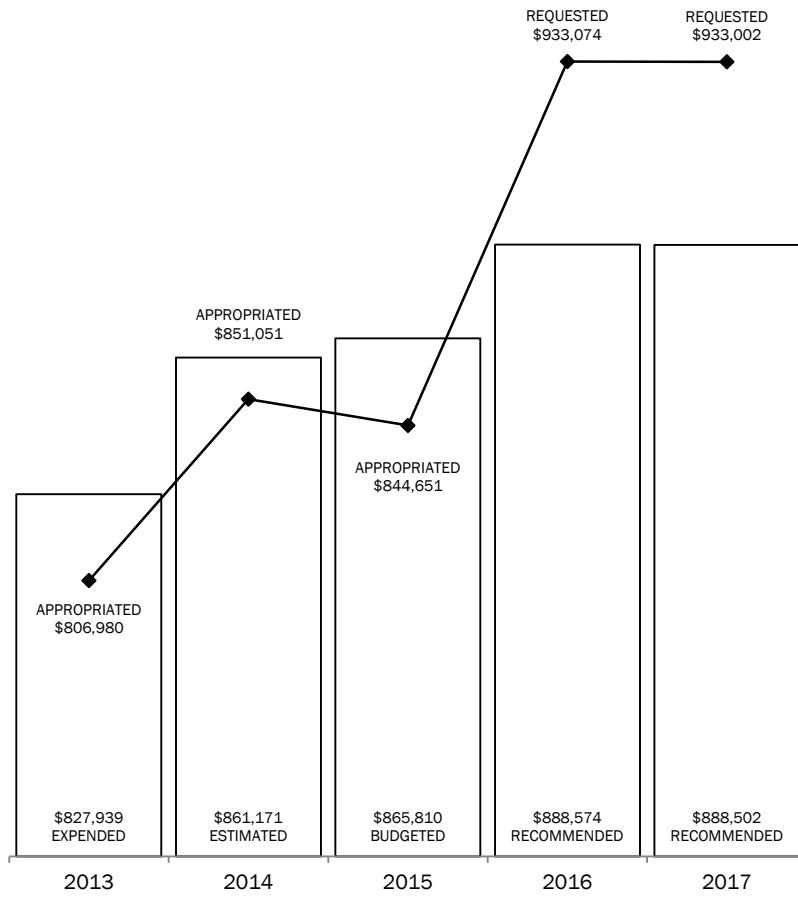 REQUESTED
$933,074
REQUESTED
$933,002
APPROPRIATED
$851,051
APPROPRIATED
$844,651
APPROPRIATED
$806,980
$827,939
EXPENDED
$861,171
ESTIMATED
$865,810
BUDGETED
$888,574
RECOMMENDED
$888,502
RECOMMENDED
2013
2014
2015
2016
2017